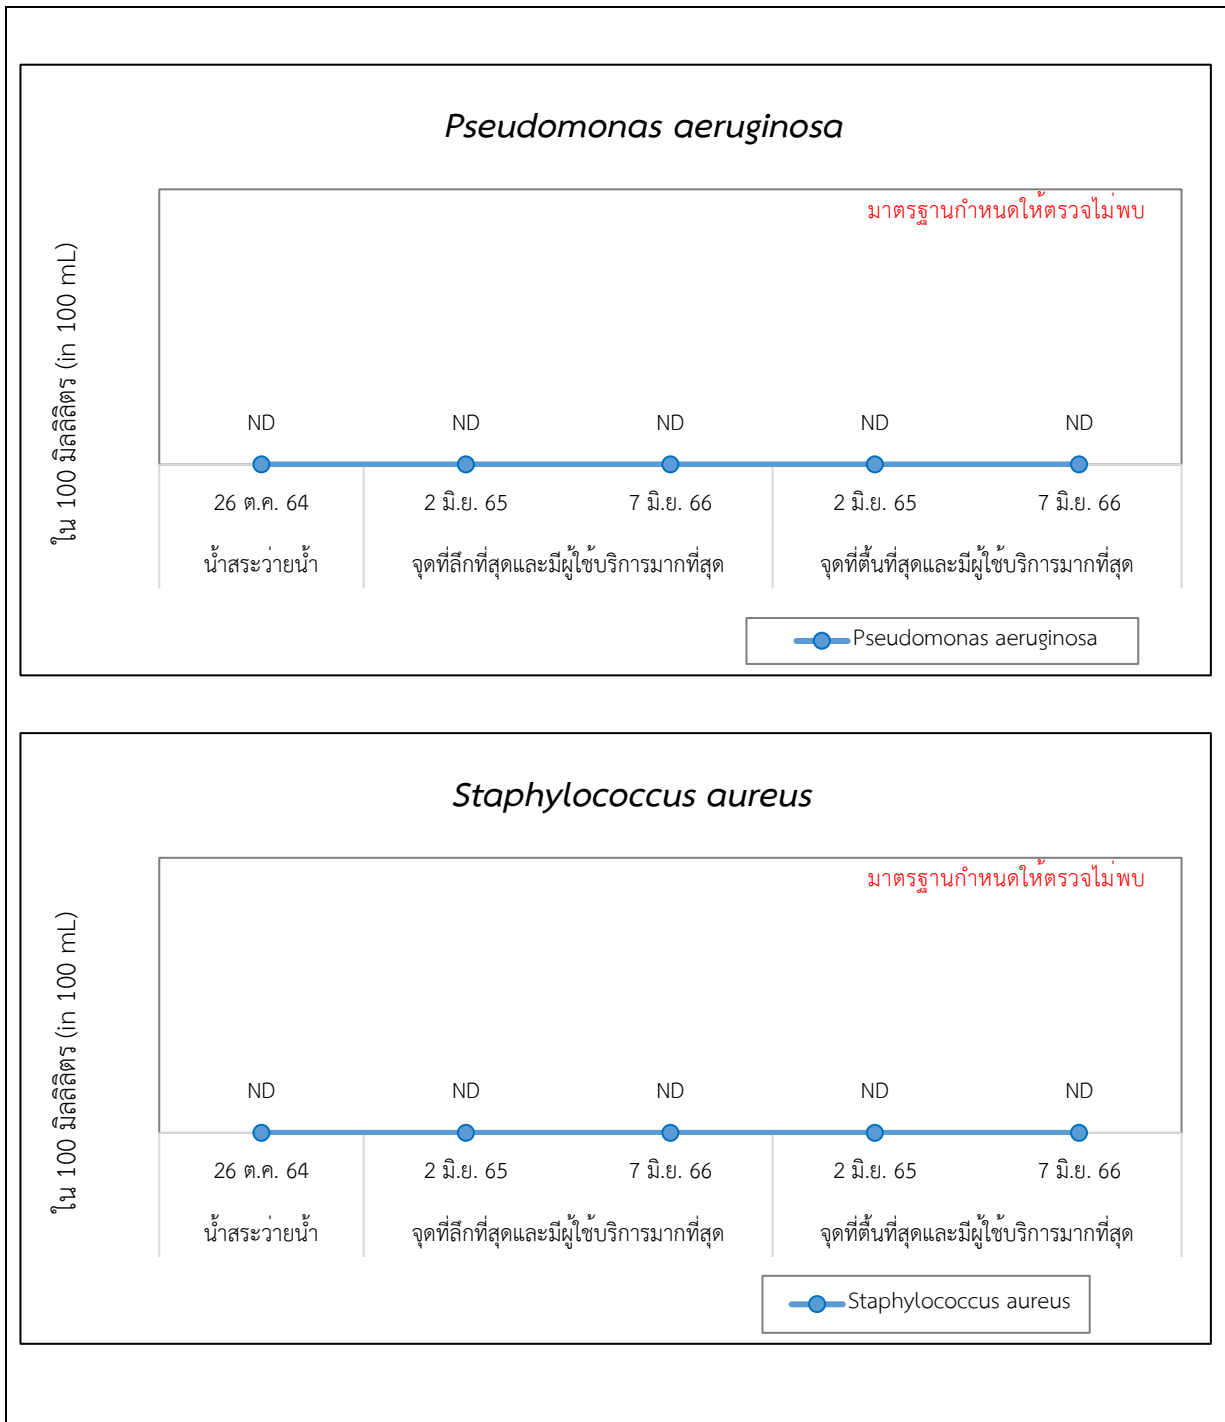 Pseudomonas aeruginosa
มาตรฐานกำหนดให้ตรวจไม่พบ
ใน 100 มิลลิลิตร (in 100 mL)
ND ND ND ND ND
26 ต.ค. 64 2 มิ.ย. 65 7 มิ.ย. 66 2 มิ.ย. 65 7 มิ.ย. 66
น้ำสระว่ายน้ำ จุดที่ลึกที่สุดและมีผู้ใช้บริการมากที่สุด จุดที่ตื้นที่สุดและมีผู้ใช้บริการมากที่สุด
Pseudomonas aeruginosa
Staphylococcus aureus
มาตรฐานกำหนดให้ตรวจไม่พบ
ใน 100 มิลลิลิตร (in 100 mL)
ND ND ND ND ND
26 ต.ค. 64 2 มิ.ย. 65 7 มิ.ย. 66 2 มิ.ย. 65 7 มิ.ย. 66
น้ำสระว่ายน้ำ จุดที่ลึกที่สุดและมีผู้ใช้บริการมากที่สุด จุดที่ตื้นที่สุดและมีผู้ใช้บริการมากที่สุด
Staphylococcus aureus